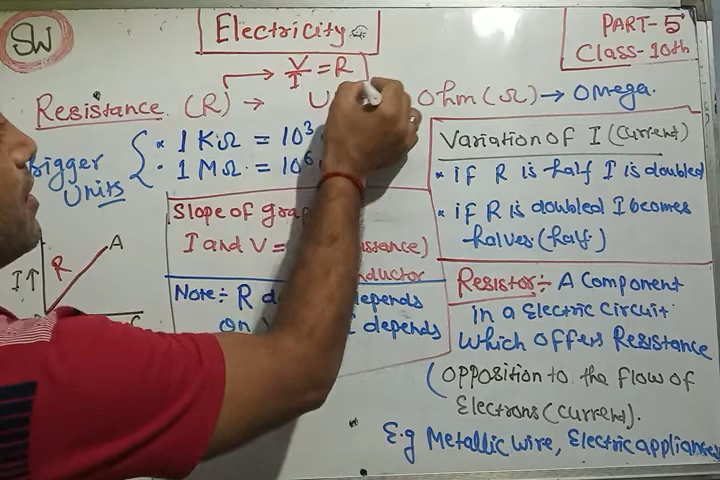 SW
Electricity
PART-5
Class-10th
V/I = R
Resistance (R) → U Ohm (Ω) → Omega.
Bigger Units
* 1 KΩ = 10³
• 1 MΩ = 10⁶
Variation of I (Current)
* if R is half I is doubled
* if R is doubled I becomes
halves (half)
Slope of
I and V =
I↑
R
A
Note:- R depends
on depends
Resistor:- A Component
in a Electric Circuit
which offers Resistance
(opposition to the flow of
Electrons (current).
E.g Metallic wire, Electric appliances